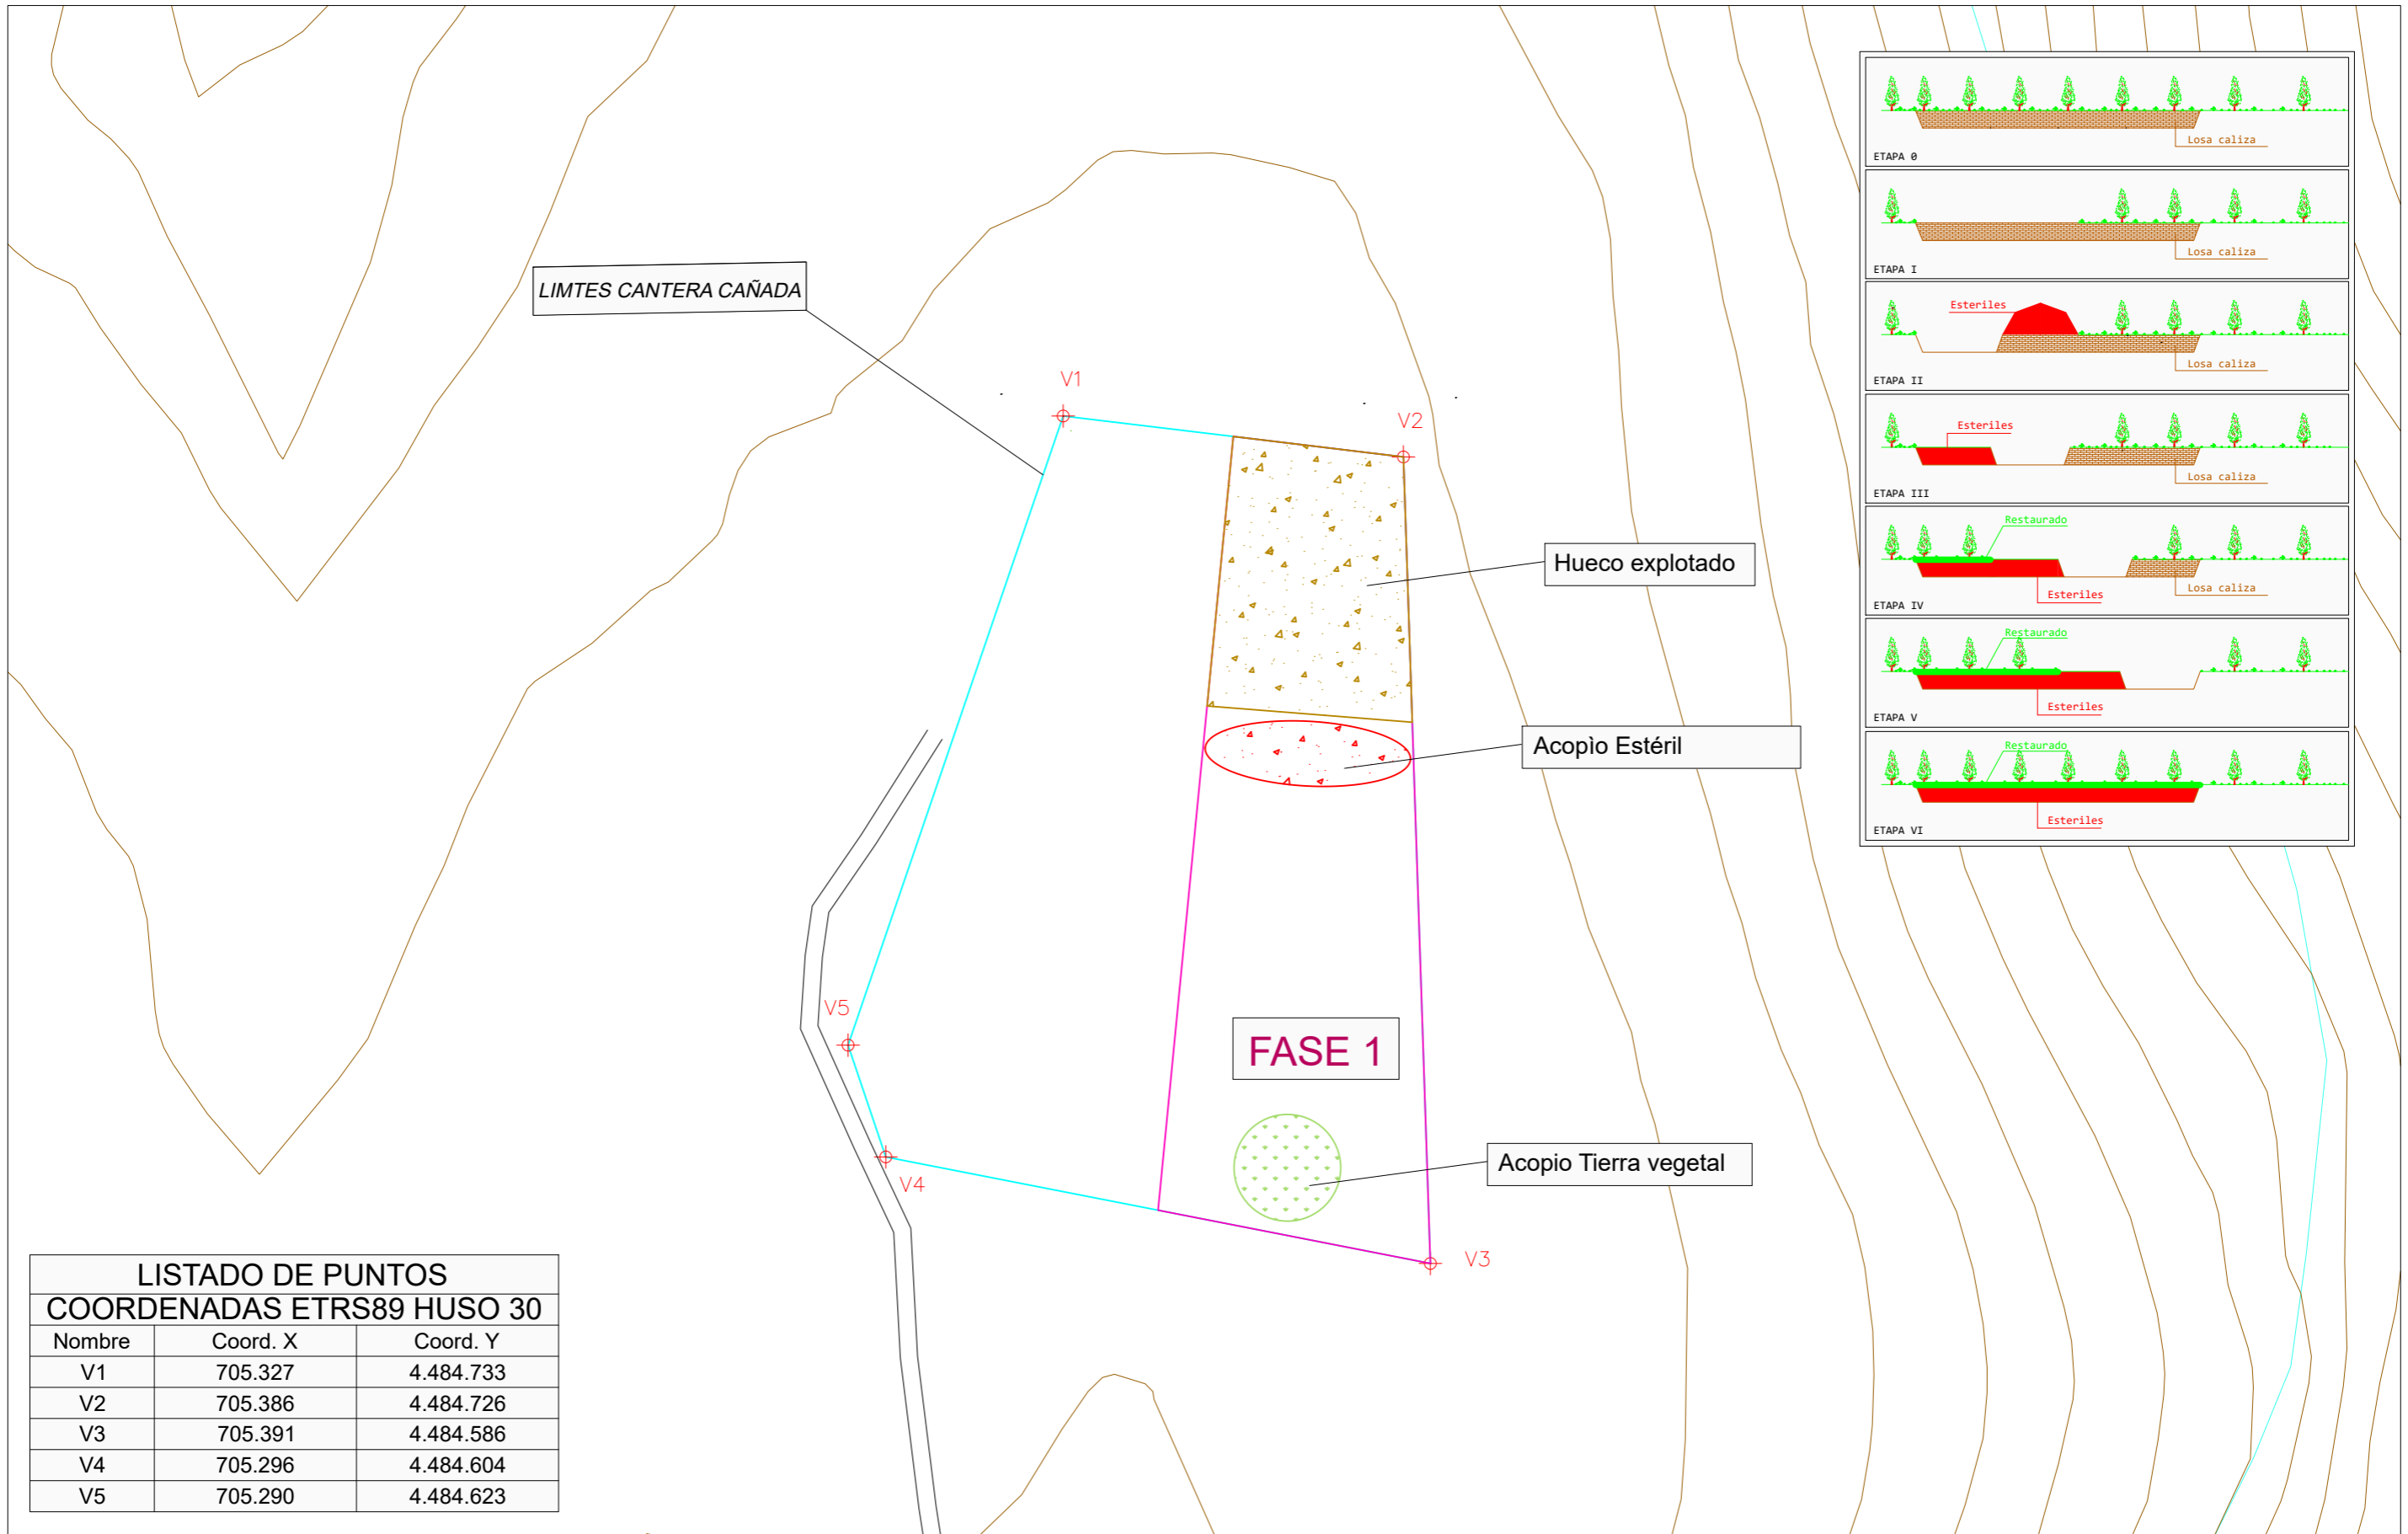 LIMTES CANTERA CAÑADA
V1
V2
Hueco explotado
Acopìo Estéril
V5
FASE 1
Acopio Tierra vegetal
V4
V3
Losa caliza
ETAPA 0
Losa caliza
ETAPA I
Esteriles
Losa caliza
ETAPA II
Esteriles
Losa caliza
ETAPA III
Restaurado
Losa caliza
Esteriles
ETAPA IV
Restaurado
Esteriles
ETAPA V
Restaurado
Esteriles
ETAPA VI
LISTADO DE PUNTOS
COORDENADAS ETRS89 HUSO 30
Nombre Coord. X Coord. Y
V1 705.327 4.484.733
V2 705.386 4.484.726
V3 705.391 4.484.586
V4 705.296 4.484.604
V5 705.290 4.484.623